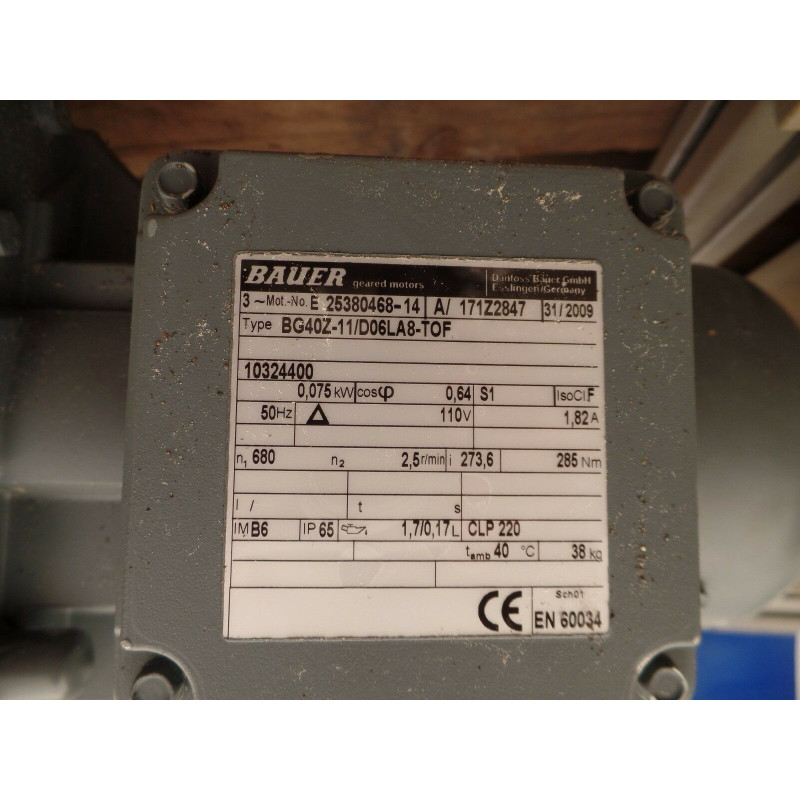 BAUER geared motors Danfoss Bauer GmbH
Esslingen/Germany
3 ~ Mot.-No. E 25380468-14 A/ 171Z2847 31/2009
Type BG40Z-11/D06LA8-TOF
10324400
0,075 kW cosφ 0,64 S1 IsoCl.F
50Hz △ 110V 1,82A
n1 680 n2 2,5r/min i 273,6 285 Nm
I / t s
IM B6 IP 65 1,7/0,17 L CLP 220
tamb 40 °C 38 kg
Sch01
CE EN 60034